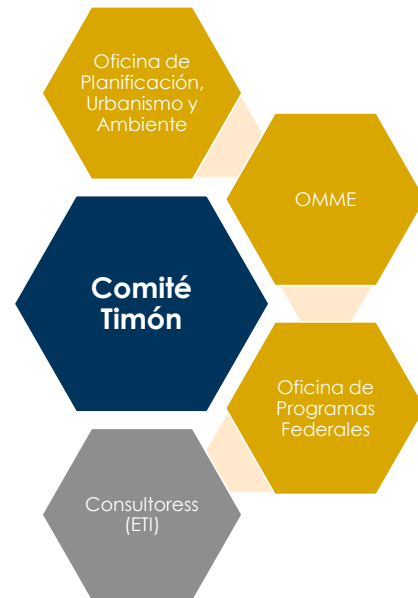 Oficina de
Planificación,
Urbanismo y
Ambiente
OMME
Comité
Timón
Oficina de
Programas
Federales
Consultoress
(ETI)